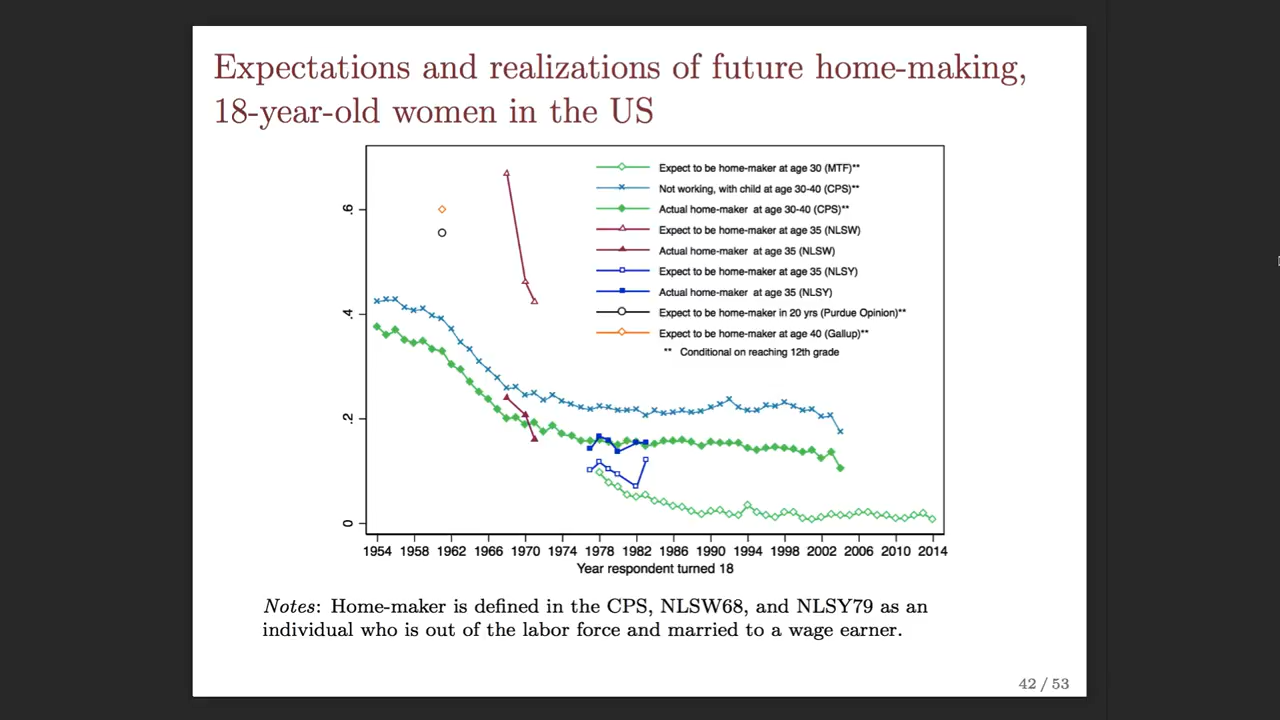 Expectations and realizations of future home-making,
18-year-old women in the US
Expect to be home-maker at age 30 (MTF)**
Not working, with child at age 30-40 (CPS)**
Actual home-maker at age 30-40 (CPS)**
Expect to be home-maker at age 35 (NLSW)
Actual home-maker at age 35 (NLSW)
Expect to be home-maker at age 35 (NLSY)
Actual home-maker at age 35 (NLSY)
Expect to be home-maker in 20 yrs (Purdue Opinion)**
Expect to be home-maker at age 40 (Gallup)**
** Conditional on reaching 12th grade
.6
.4
.2
0
1954 1958 1962 1966 1970 1974 1978 1982 1986 1990 1994 1998 2002 2006 2010 2014
Year respondent turned 18
Notes: Home-maker is defined in the CPS, NLSW68, and NLSY79 as an
individual who is out of the labor force and married to a wage earner.
42 / 53